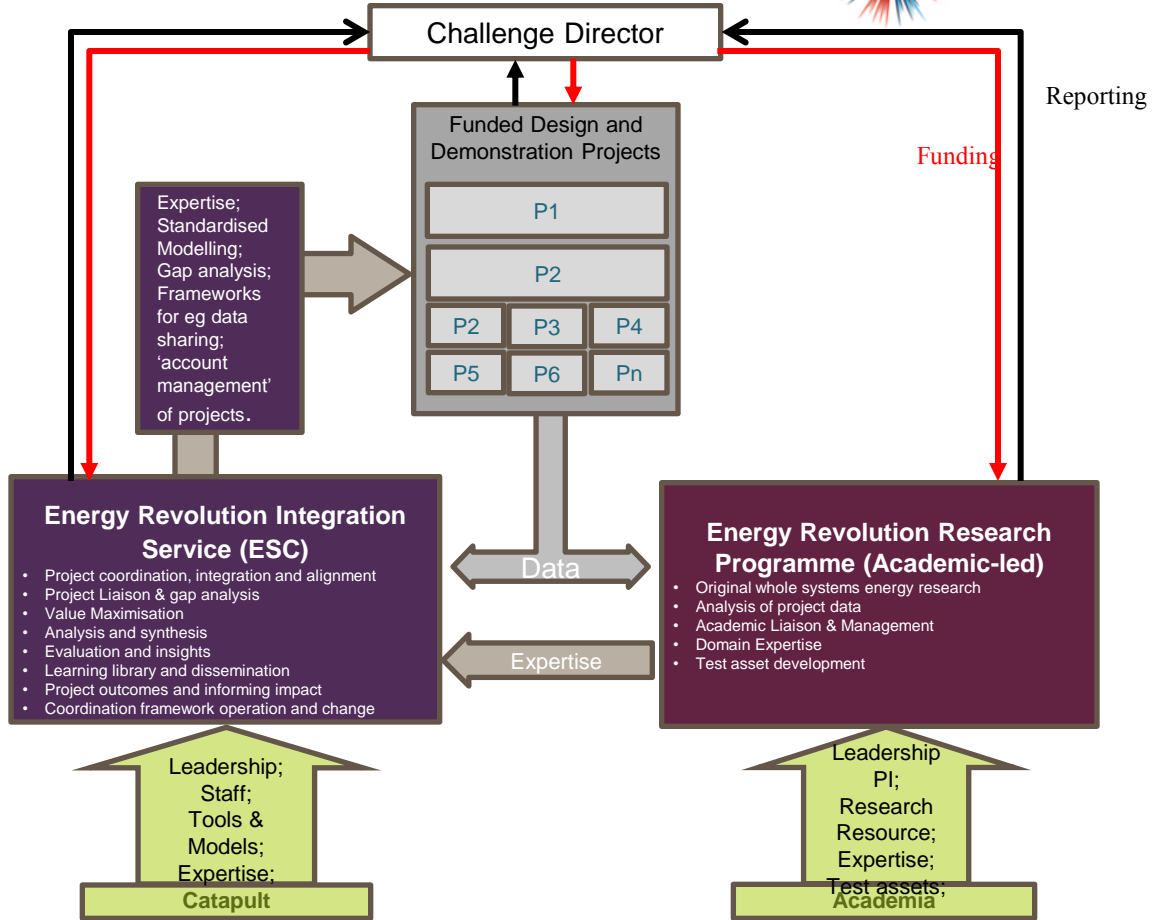 Challenge Director
Reporting
Funding
Funded Design and
Demonstration Projects
P1
P2
P2
P3
P4
P5
P6
Pn
Expertise;
Standardised
Modelling;
Gap analysis;
Frameworks
for eg data
sharing;
‘account
management’
of projects.
Energy Revolution Integration
Service (ESC)
• Project coordination, integration and alignment
• Project Liaison & gap analysis
• Value Maximisation
• Analysis and synthesis
• Evaluation and insights
• Learning library and dissemination
• Project outcomes and informing impact
• Coordination framework operation and change
Data
Expertise
Energy Revolution Research
Programme (Academic-led)
• Original whole systems energy research
• Analysis of project data
• Academic Liaison & Management
• Domain Expertise
• Test asset development
Leadership;
Staff;
Tools &
Models;
Expertise;
Catapult
Leadership
PI;
Research
Resource;
Expertise;
Test assets;
Academia